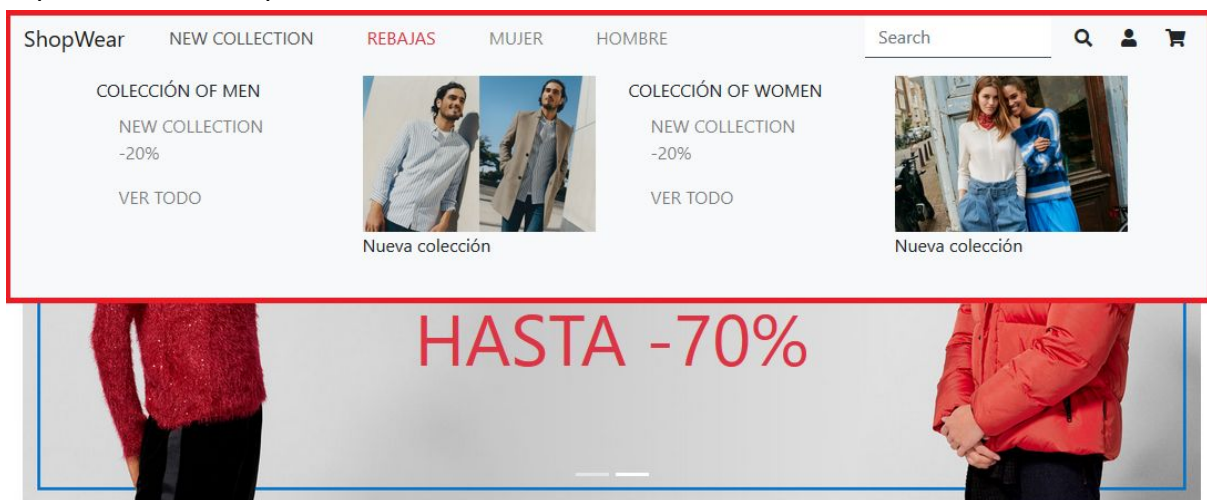 ShopWear NEW COLLECTION REBAJAS MUJER HOMBRE Search
COLECCIÓN OF MEN
NEW COLLECTION
-20%
VER TODO
Nueva colección
COLECCIÓN OF WOMEN
NEW COLLECTION
-20%
VER TODO
Nueva colección
HASTA -70%